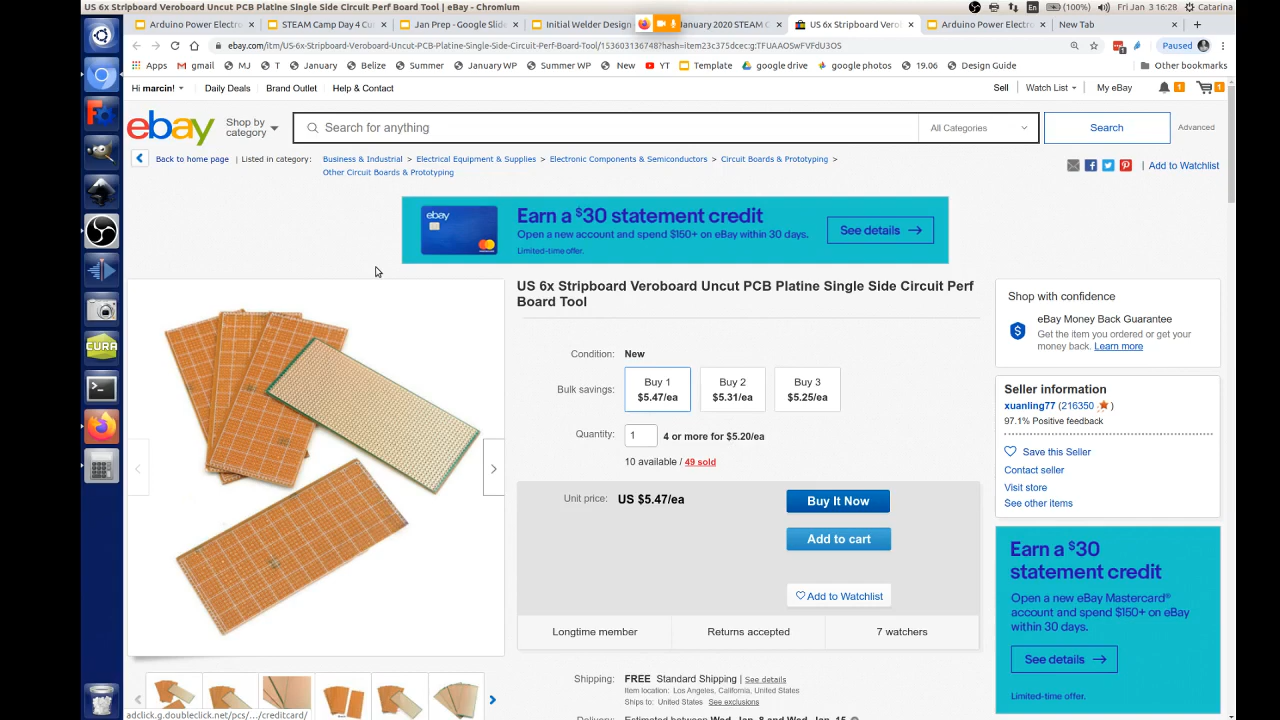 US 6x Stripboard Veroboard Uncut PCB Platine Single Side Circuit Perf Board Tool | eBay - Chromium
En (100%) Fri Jan 3 16:28 Catarina
Arduino Power Electro × STEAM Camp Day 4 Cur × Jan Prep - Google Slide × Initial Welder Design January 2020 STEAM C × US 6x Stripboard Verob × Arduino Power Electro × New Tab ×
ebay.com/itm/US-6x-Stripboard-Veroboard-Uncut-PCB-Platine-Single-Side-Circuit-Perf-Board-Tool/153603136748?hash=item23c375dcec:g:TFUAAOSwFVFdU3OS
Paused
Apps gmail MJ T January Belize Summer January WP Summer WP New YT Template google drive google photos 19.06 Design Guide Other bookmarks
Hi marcin! Daily Deals Brand Outlet Help & Contact Sell Watch List My eBay 1 1
ebay Shop by category Search for anything All Categories Search Advanced
Back to home page | Listed in category: Business & Industrial > Electrical Equipment & Supplies > Electronic Components & Semiconductors > Circuit Boards & Prototyping >
Other Circuit Boards & Prototyping
| Add to Watchlist
ebay
Earn a $30 statement credit
Open a new account and spend $150+ on eBay within 30 days.
Limited-time offer.
See details →
US 6x Stripboard Veroboard Uncut PCB Platine Single Side Circuit Perf
Board Tool
Condition: New
Bulk savings:
Buy 1 $5.47/ea
Buy 2 $5.31/ea
Buy 3 $5.25/ea
Quantity: 1 4 or more for $5.20/ea
10 available / 49 sold
Unit price: US $5.47/ea
Buy It Now
Add to cart
Add to Watchlist
Longtime member Returns accepted 7 watchers
Shipping: FREE Standard Shipping | See details
Item location: Los Angeles, California, United States
Ships to: United States See exclusions
Delivery: Estimated between Wed. Jan. 8 and Wed. Jan. 15
Shop with confidence
eBay Money Back Guarantee
Get the item you ordered or get your
money back. Learn more
Seller information
xuanling77 (216350 )
97.1% Positive feedback
Save this Seller
Contact seller
Visit store
See other items
Earn a $30
statement credit
Open a new eBay Mastercard®
account and spend $150+ on eBay
within 30 days.
See details →
Limited-time offer.
CURA
adclick.g.doubleclick.net/pcs/…/creditcard/